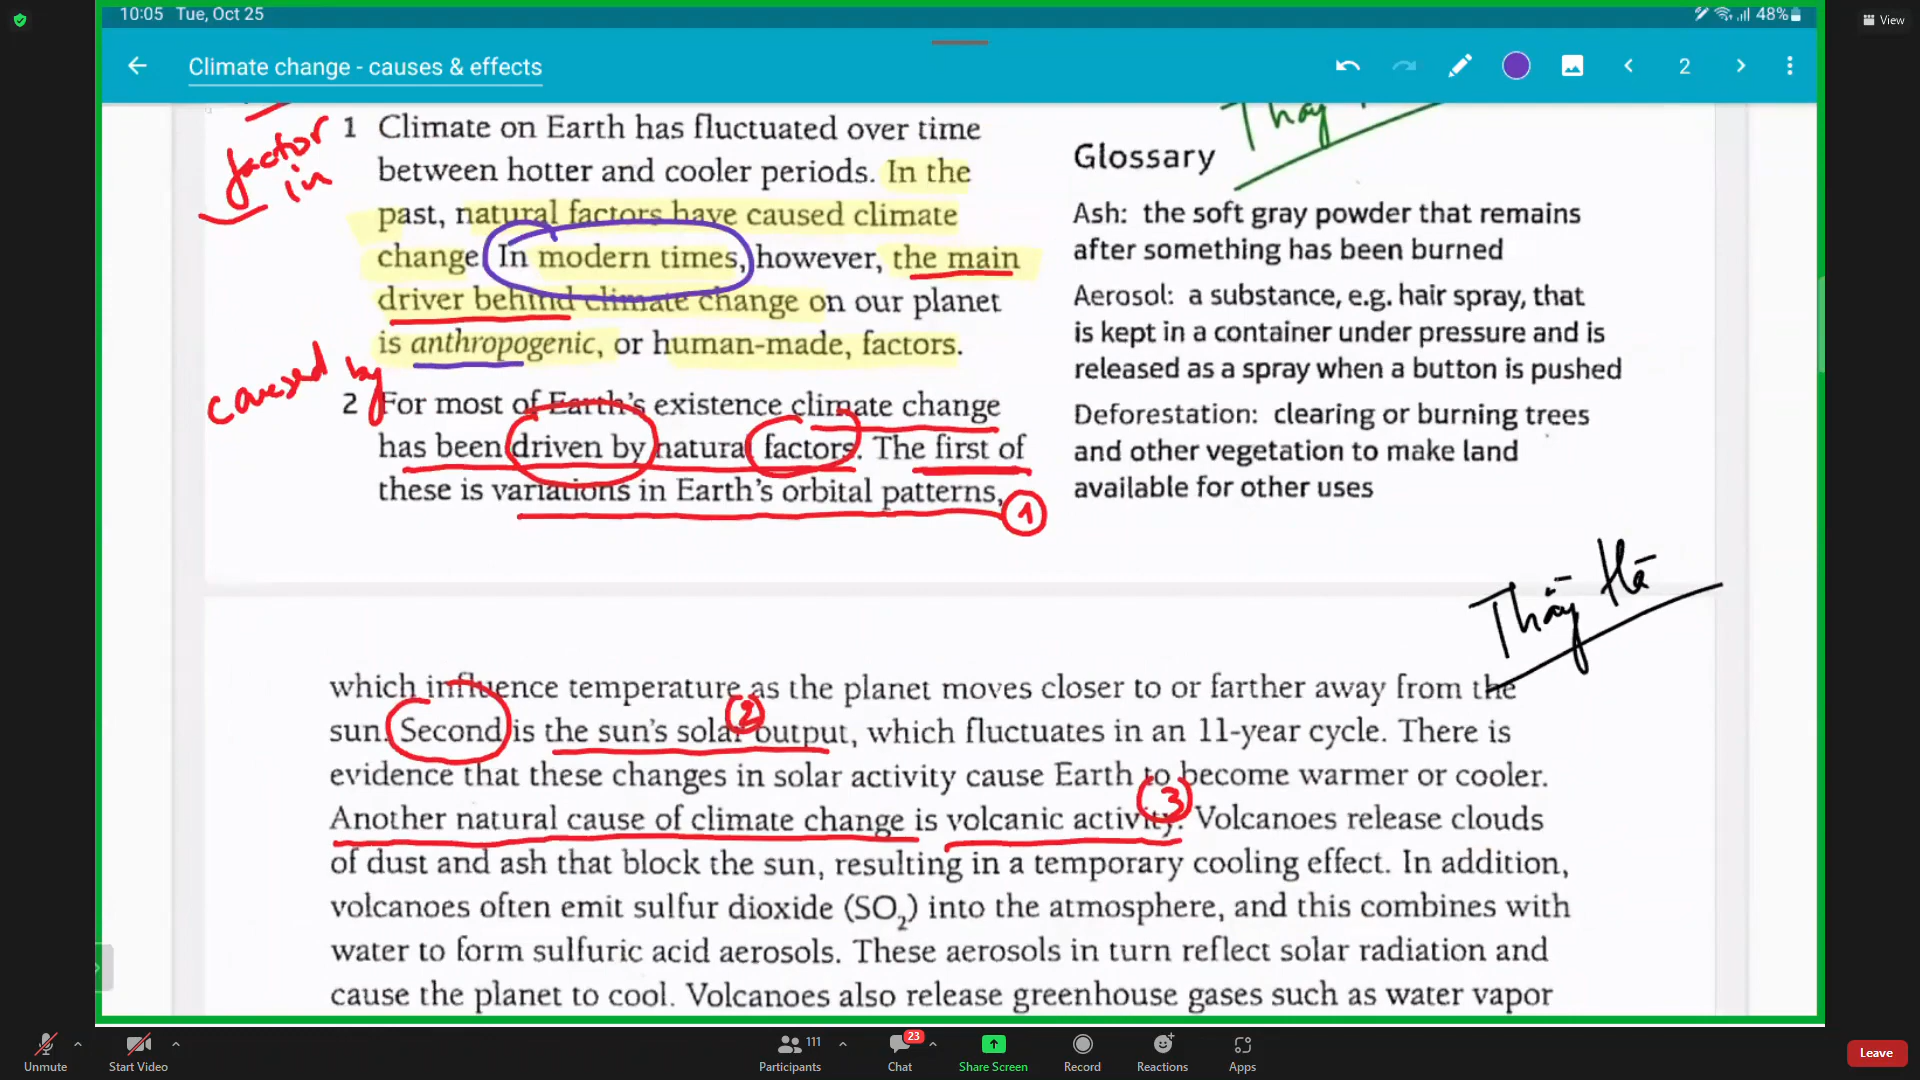 10:05 Tue, Oct 25
48%
View
Climate change - causes & effects
2
factor
in
1 Climate on Earth has fluctuated over time
between hotter and cooler periods. In the
past, natural factors have caused climate
change. In modern times, however, the main
driver behind climate change on our planet
is anthropogenic, or human-made, factors.
caused by
2 For most of Earth's existence climate change
has been driven by natural factors. The first of
these is variations in Earth's orbital patterns,
1
Thầy
Glossary
Ash: the soft gray powder that remains
after something has been burned
Aerosol: a substance, e.g. hair spray, that
is kept in a container under pressure and is
released as a spray when a button is pushed
Deforestation: clearing or burning trees
and other vegetation to make land
available for other uses
Thầy Hà
which influence temperature as the planet moves closer to or farther away from the
2
sun. Second is the sun's solar output, which fluctuates in an 11-year cycle. There is
evidence that these changes in solar activity cause Earth to become warmer or cooler.
3
Another natural cause of climate change is volcanic activity. Volcanoes release clouds
of dust and ash that block the sun, resulting in a temporary cooling effect. In addition,
volcanoes often emit sulfur dioxide (SO₂) into the atmosphere, and this combines with
water to form sulfuric acid aerosols. These aerosols in turn reflect solar radiation and
cause the planet to cool. Volcanoes also release greenhouse gases such as water vapor
Unmute
Start Video
111
Participants
23
Chat
Share Screen
Record
Reactions
Apps
Leave